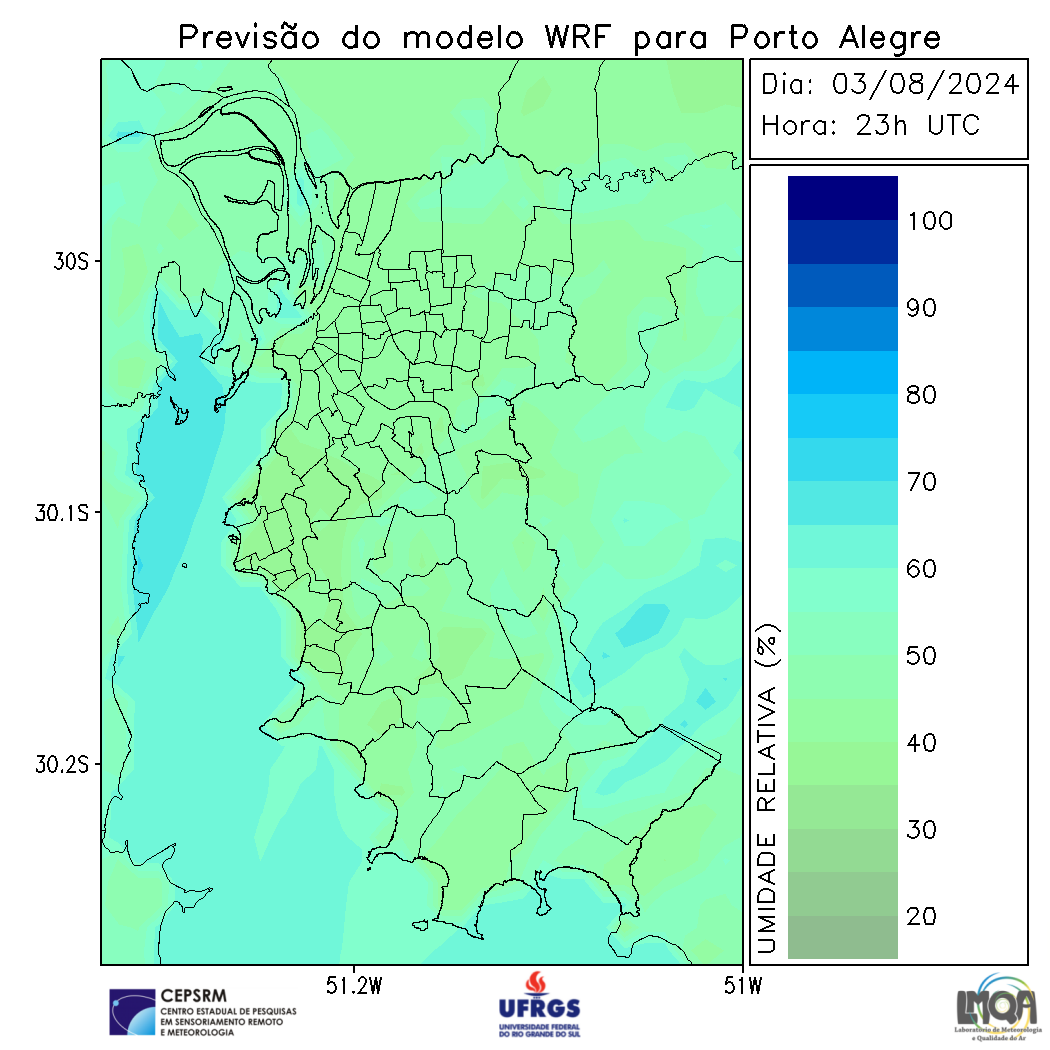 Previsão do modelo WRF para Porto Alegre
Dia: 03/08/2024
Hora: 23h UTC
30S
30.1S
30.2S
51.2W
51W
UMIDADE RELATIVA (%)
100
90
80
70
60
50
40
30
20
CEPSRM
CENTRO ESTADUAL DE PESQUISAS
EM SENSORIAMENTO REMOTO
E METEOROLOGIA
UFRGS
UNIVERSIDADE FEDERAL
DO RIO GRANDE DO SUL
LMQA
Laboratório de Meteorologia
e Qualidade do Ar